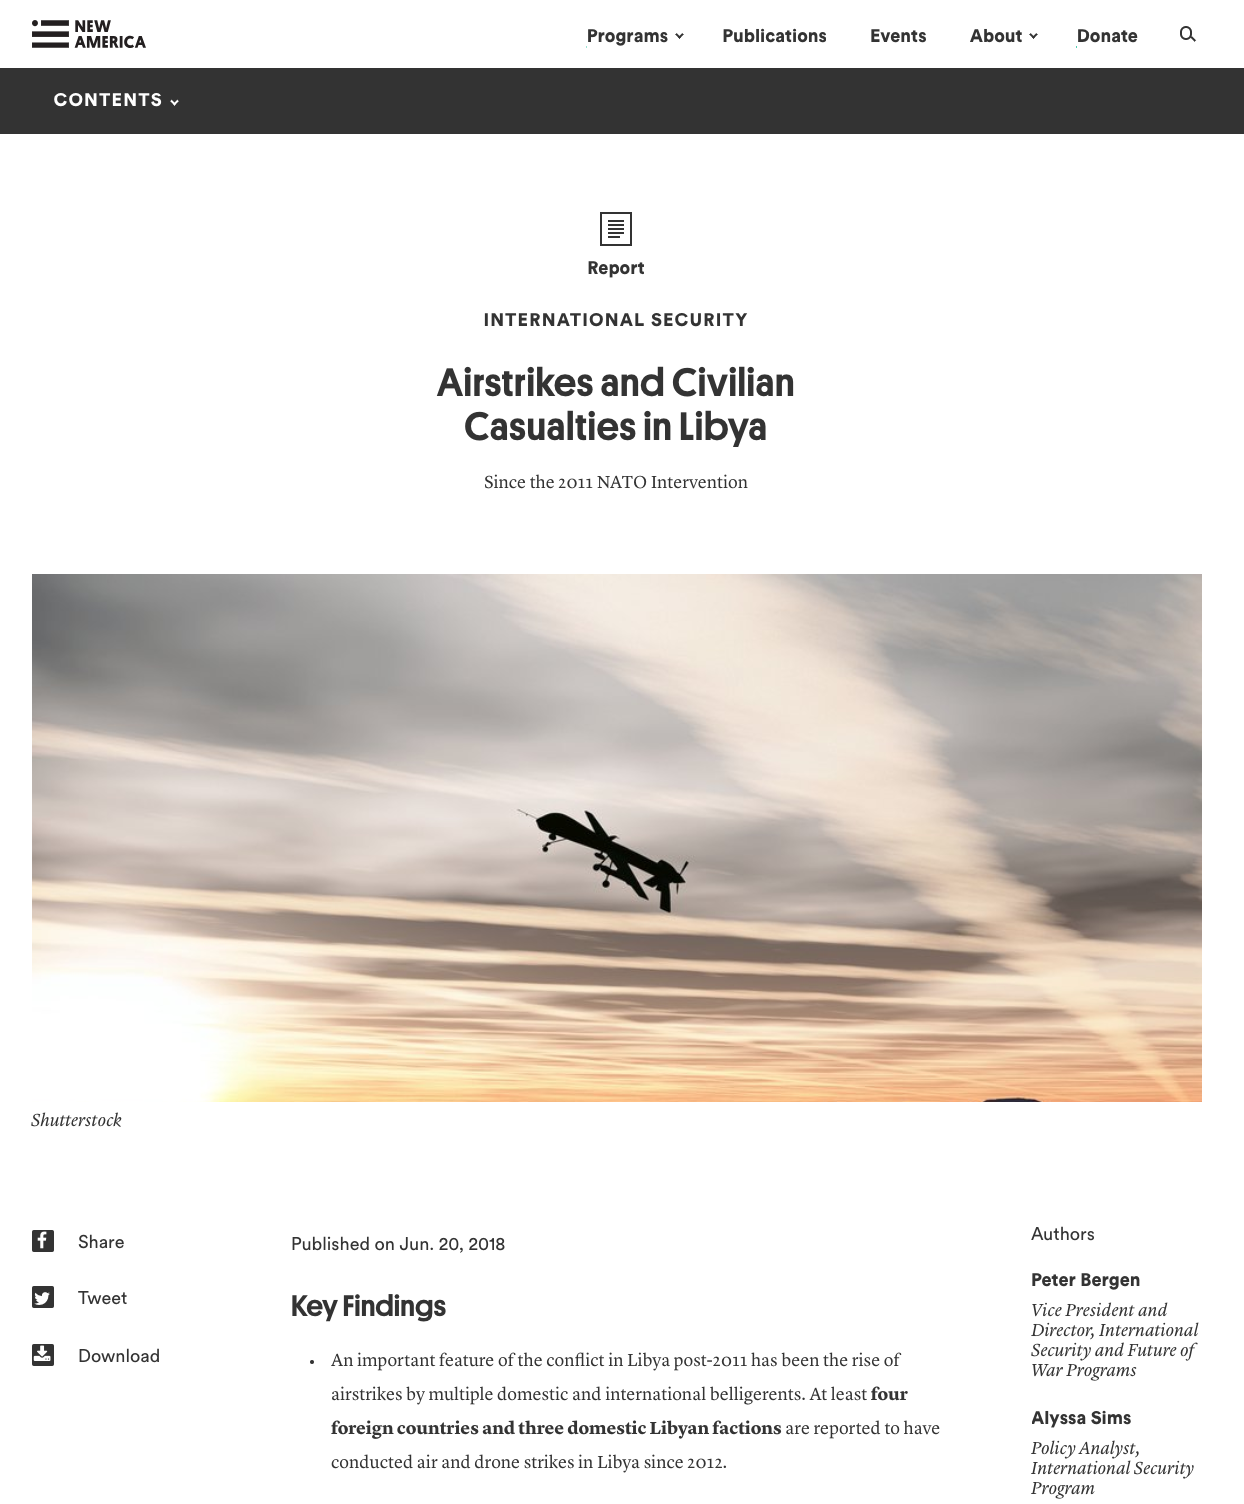 NEW
AMERICA
Programs
Publications
Events
About
Donate
CONTENTS
Report
INTERNATIONAL SECURITY
Airstrikes and Civilian
Casualties in Libya
Since the 2011 NATO Intervention
Shutterstock
Share
Tweet
Download
Published on Jun. 20, 2018
Key Findings
• An important feature of the conflict in Libya post-2011 has been the rise of
airstrikes by multiple domestic and international belligerents. At least four
foreign countries and three domestic Libyan factions are reported to have
conducted air and drone strikes in Libya since 2012.
Authors
Peter Bergen
Vice President and
Director, International
Security and Future of
War Programs
Alyssa Sims
Policy Analyst,
International Security
Program